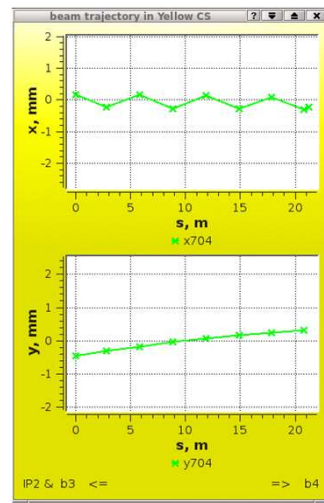 beam trajectory in Yellow CS
?
x, mm
2
1
0
-1
-2
0 5 10 15 20
s, m
x704
y, mm
2
1
0
-1
-2
0 5 10 15 20
s, m
y704
IP2 & b3 <= => b4